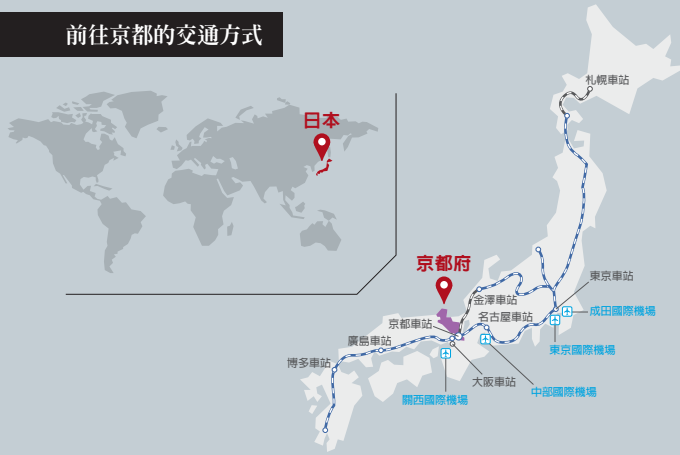 前往京都的交通方式
日本
札幌車站
京都府
東京車站
金澤車站
成田國際機場
名古屋車站
京都車站
廣島車站
東京國際機場
博多車站
大阪車站
中部國際機場
關西國際機場